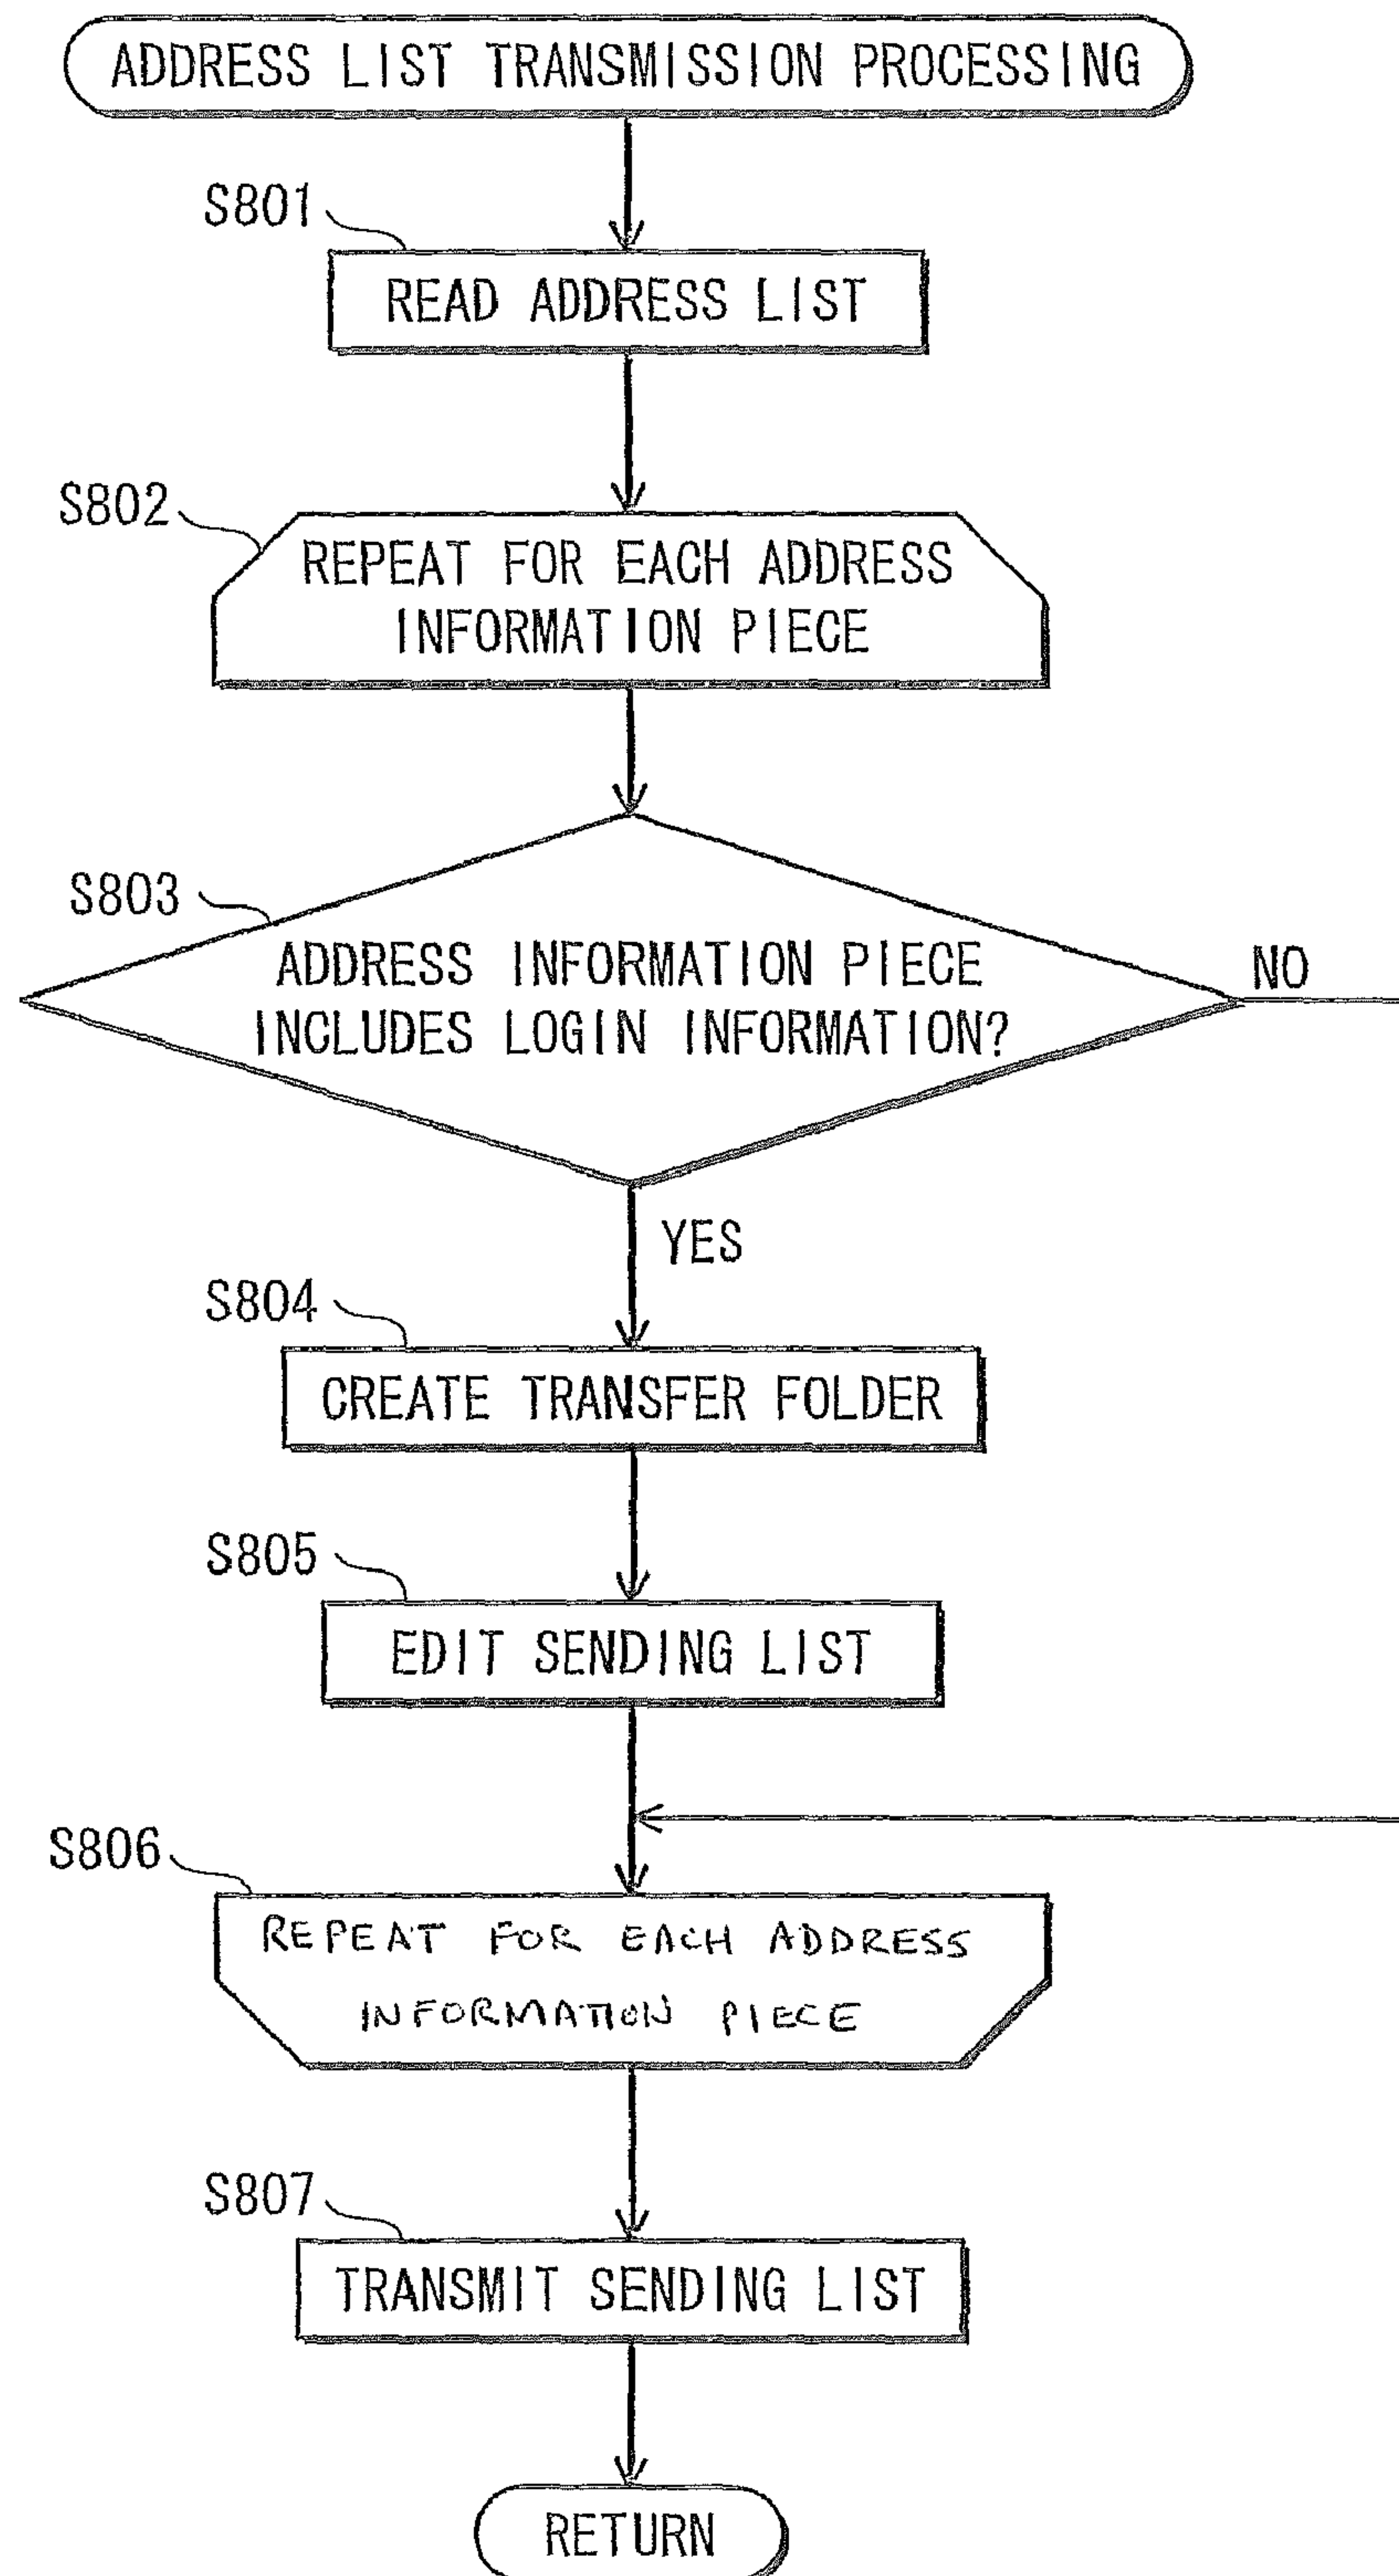 ADDRESS LIST TRANSMISSION PROCESSING
S801
READ ADDRESS LIST
S802
REPEAT FOR EACH ADDRESS
INFORMATION PIECE
S803
ADDRESS INFORMATION PIECE
INCLUDES LOGIN INFORMATION?
NO
YES
S804
CREATE TRANSFER FOLDER
S805
EDIT SENDING LIST
S806
REPEAT FOR EACH ADDRESS
INFORMATION PIECE
S807
TRANSMIT SENDING LIST
RETURN